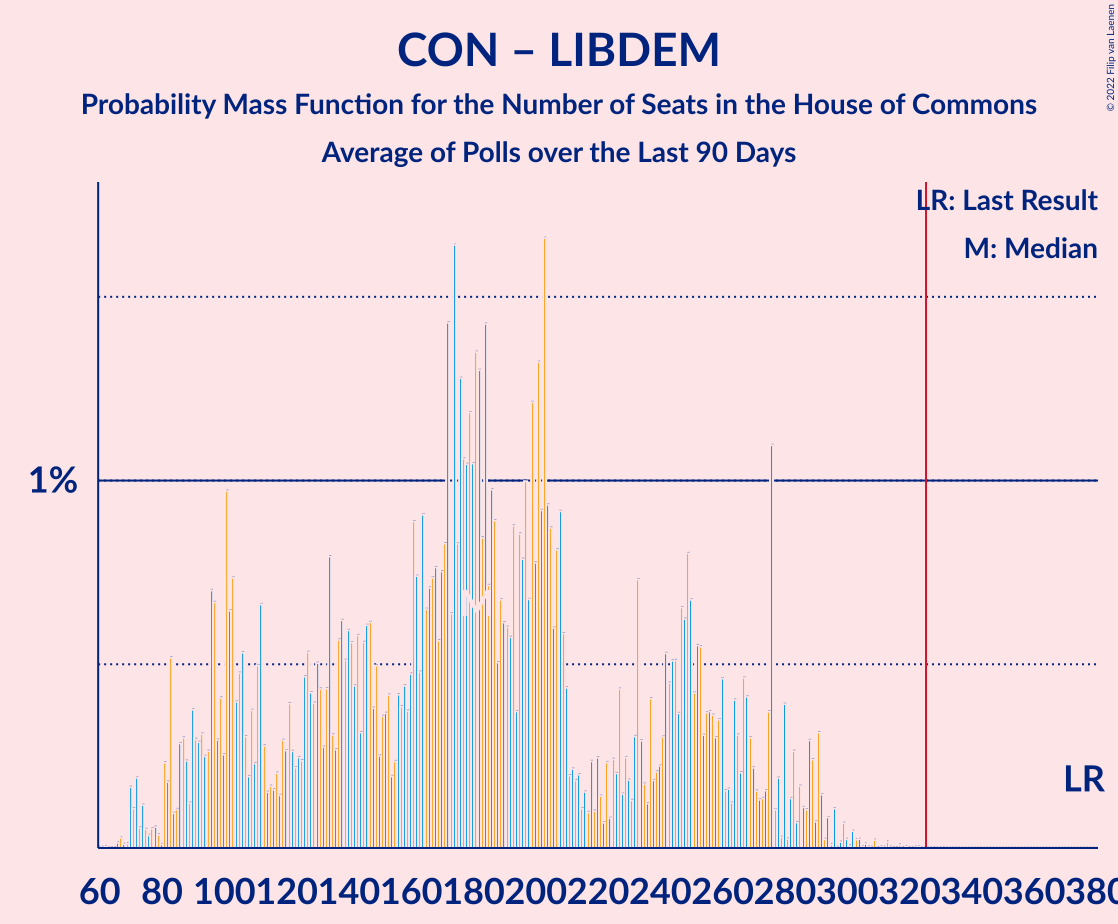 CON – LIBDEM
Probability Mass Function for the Number of Seats in the House of Commons
Average of Polls over the Last 90 Days
© 2022 Filip van Laenen
LR: Last Result
M: Median
1%
M
LR
60 80 100 120 140 160 180 200 220 240 260 280 300 320 340 360 380